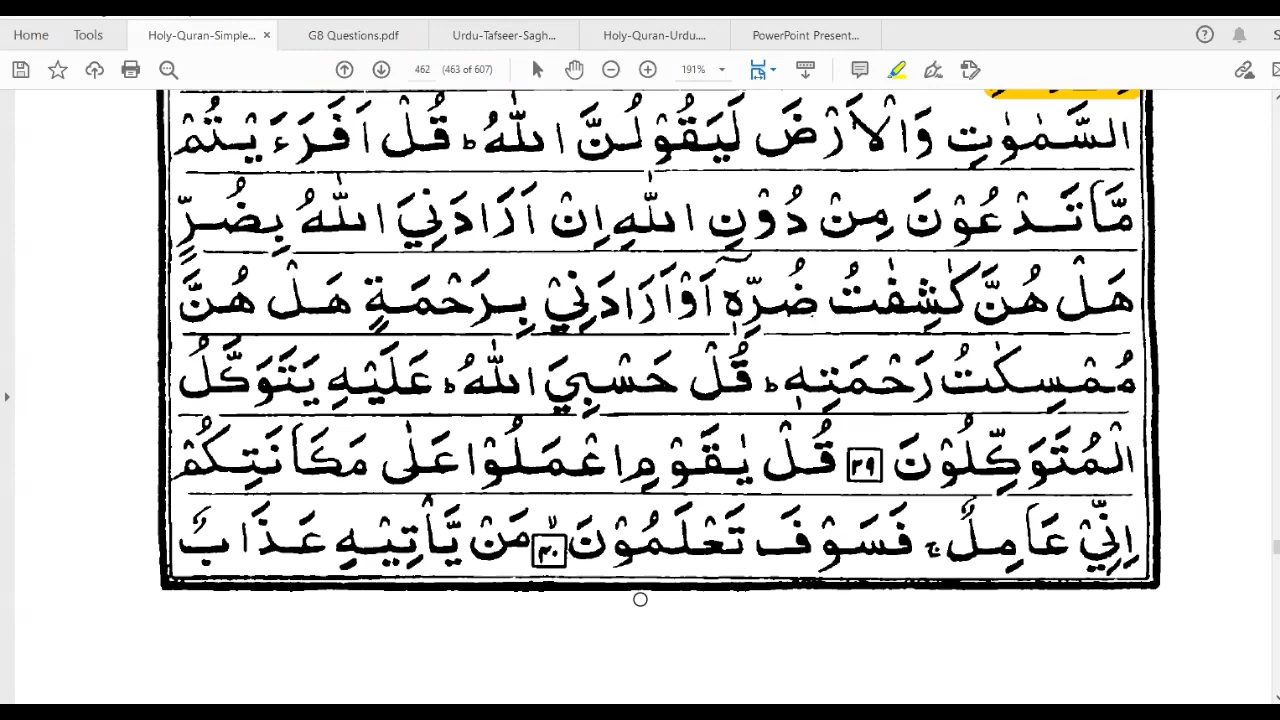 Home Tools Holy-Quran-Simple... × G8 Questions.pdf Urdu-Tafseer-Sagh... Holy-Quran-Urdu.... PowerPoint Present...
462 (463 of 607) 191%
السَّمٰوٰتِ وَالْاَرْضَ لَيَقُوْلُنَّ اللّٰهُ ؕ قُلْ اَفَرَءَيْتُمْ
مَّا تَدْعُوْنَ مِنْ دُوْنِ اللّٰهِ اِنْ اَرَادَنِيَ اللّٰهُ بِضُرٍّ
هَلْ هُنَّ كٰشِفٰتُ ضُرِّهٖۤ اَوْ اَرَادَنِيْ بِرَحْمَةٍ هَلْ هُنَّ
مُمْسِكٰتُ رَحْمَتِهٖ ؕ قُلْ حَسْبِيَ اللّٰهُ ؕ عَلَيْهِ يَتَوَكَّلُ
الْمُتَوَكِّلُوْنَ ۳۹ قُلْ يٰقَوْمِ اعْمَلُوْا عَلٰى مَكَانَتِكُمْ
اِنِّيْ عَامِلٌ ۚ فَسَوْفَ تَعْلَمُوْنَ ۙ ۴۰ مَنْ يَّاْتِيْهِ عَذَابٌ